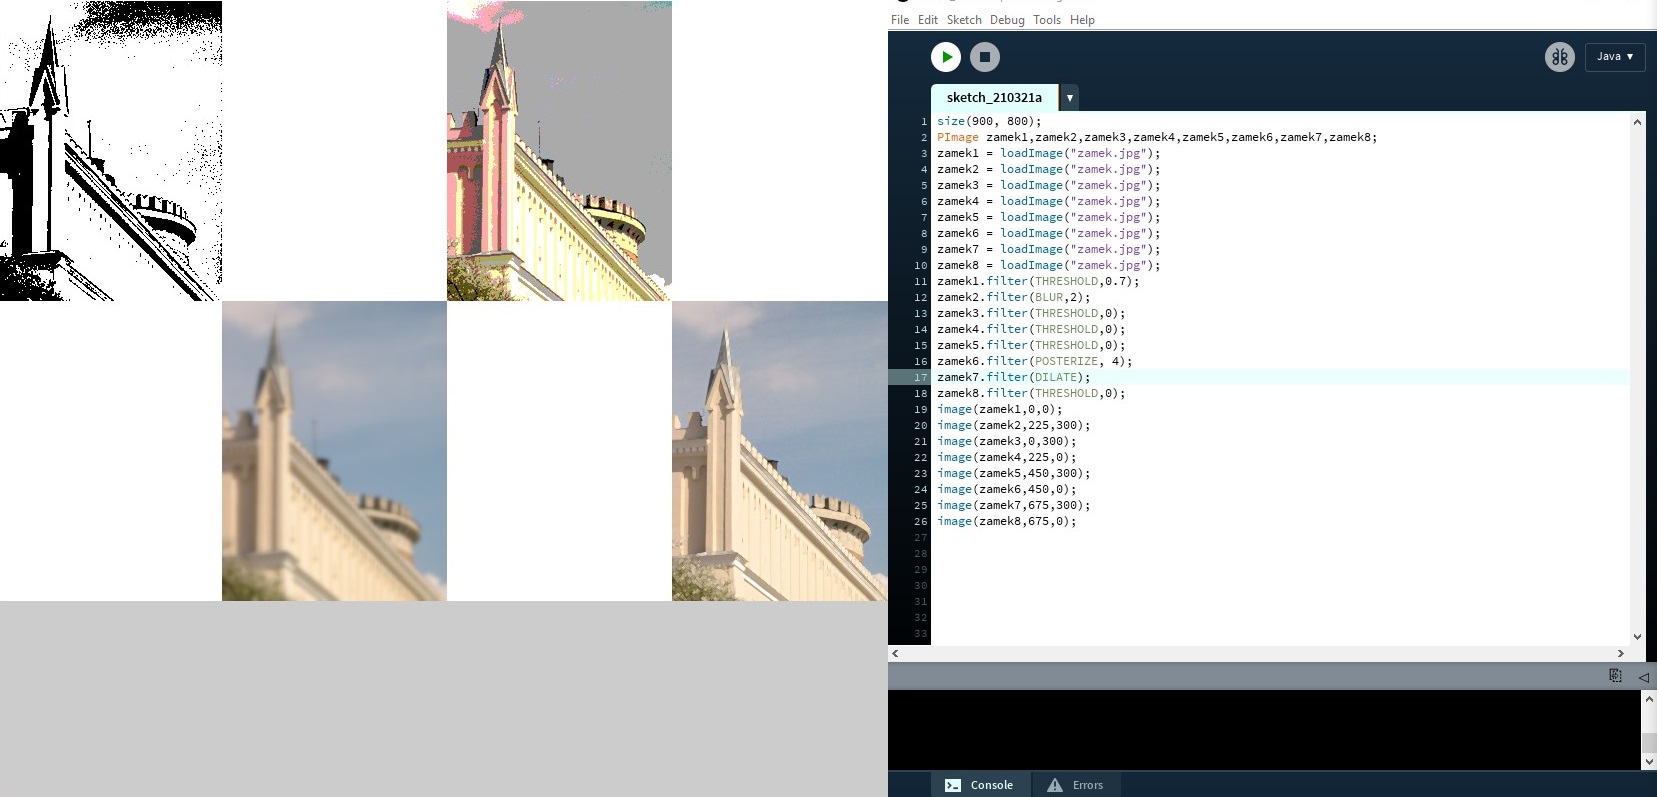 File Edit Sketch Debug Tools Help
Java ▾
sketch_210321a ▾
1 size(900, 800);
2 PImage zamek1,zamek2,zamek3,zamek4,zamek5,zamek6,zamek7,zamek8;
3 zamek1 = loadImage("zamek.jpg");
4 zamek2 = loadImage("zamek.jpg");
5 zamek3 = loadImage("zamek.jpg");
6 zamek4 = loadImage("zamek.jpg");
7 zamek5 = loadImage("zamek.jpg");
8 zamek6 = loadImage("zamek.jpg");
9 zamek7 = loadImage("zamek.jpg");
10 zamek8 = loadImage("zamek.jpg");
11 zamek1.filter(THRESHOLD,0.7);
12 zamek2.filter(BLUR,2);
13 zamek3.filter(THRESHOLD,0);
14 zamek4.filter(THRESHOLD,0);
15 zamek5.filter(THRESHOLD,0);
16 zamek6.filter(POSTERIZE, 4);
17 zamek7.filter(DILATE);
18 zamek8.filter(THRESHOLD,0);
19 image(zamek1,0,0);
20 image(zamek2,225,300);
21 image(zamek3,0,300);
22 image(zamek4,225,0);
23 image(zamek5,450,300);
24 image(zamek6,450,0);
25 image(zamek7,675,300);
26 image(zamek8,675,0);
27
28
29
30
31
32
33
Console Errors